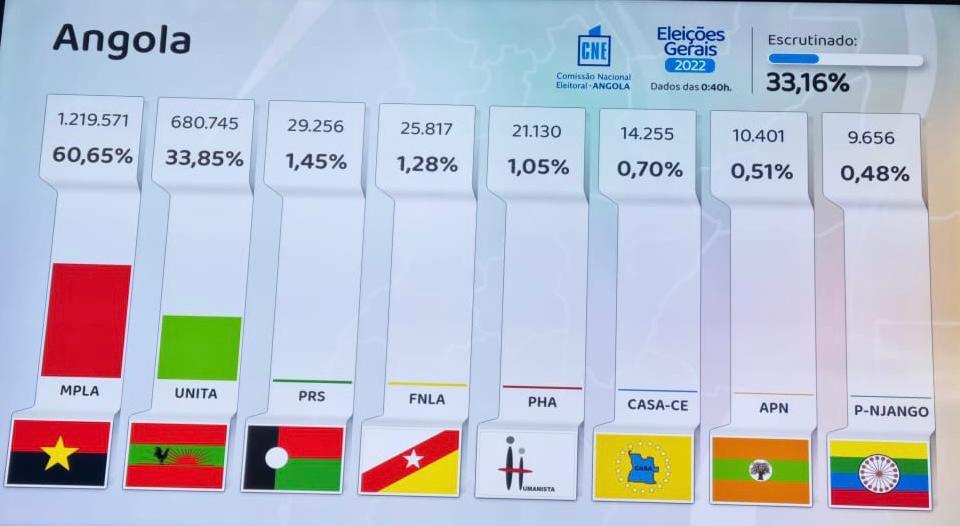 Angola
CNE
Comissão Nacional
Eleitoral - ANGOLA
Eleições
Gerais
2022
Dados das 0:40h.
Escrutinado:
33,16%
1.219.571
60,65%
680.745
33,85%
29.256
1,45%
25.817
1,28%
21.130
1,05%
14.255
0,70%
10.401
0,51%
9.656
0,48%
MPLA
UNITA
PRS
FNLA
PHA
CASA-CE
APN
P-NJANGO
UMANISTA
CASA